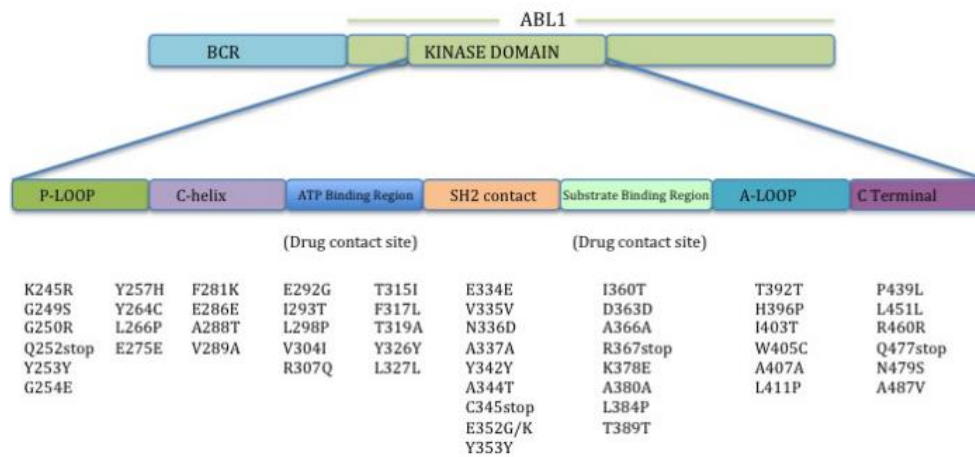 ABL1
BCR KINASE DOMAIN
P-LOOP C-helix ATP Binding Region SH2 contact Substrate Binding Region A-LOOP C Terminal
(Drug contact site) (Drug contact site)
K245R Y257H F281K E292G T315I E334E I360T T392T P439L
G249S Y264C E286E I293T F317L V335V D363D H396P L451L
G250R L266P A288T L298P T319A N336D A366A I403T R460R
Q252stop E275E V289A V304I Y326Y A337A R367stop W405C Q477stop
Y253Y R307Q L327L Y342Y K378E A407A N479S
G254E A344T A380A L411P A487V
C345stop L384P
E352G/K T389T
Y353Y